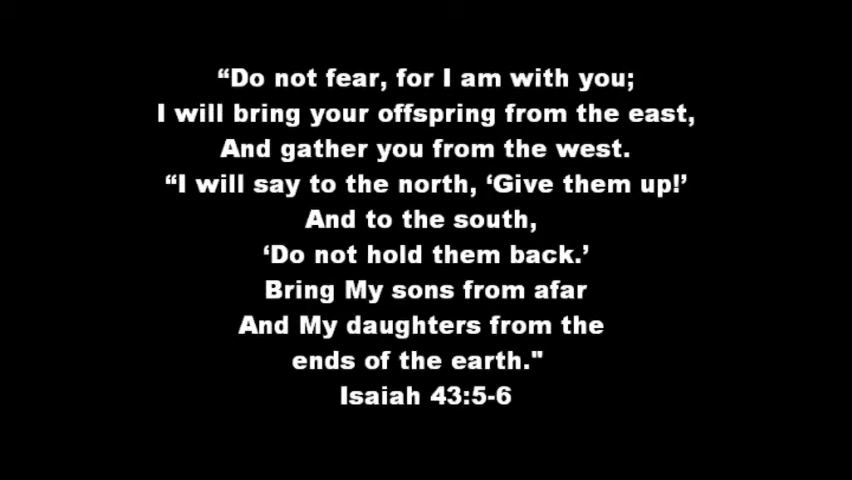 “Do not fear, for I am with you;
I will bring your offspring from the east,
And gather you from the west.
“I will say to the north, ‘Give them up!’
And to the south,
‘Do not hold them back.’
Bring My sons from afar
And My daughters from the
ends of the earth."
Isaiah 43:5-6